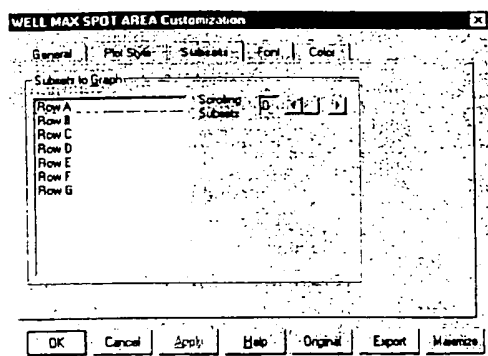 WELL MAX SPOT AREA Customization
General Plot Style Subsets Font Color
Subsets to Graph
Scrolling Subsets 0
Row A
Row B
Row C
Row D
Row E
Row F
Row G
OK Cancel Apply Help Original Export Maximize